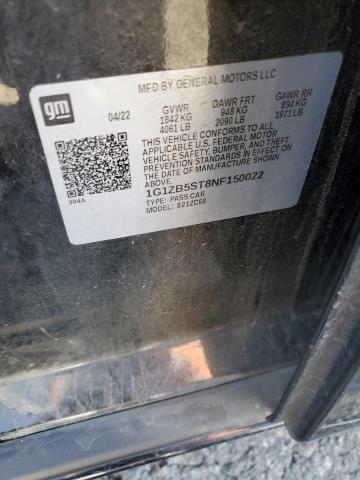 MFD BY GENERAL MOTORS LLC
gm
04/22
GVWR GAWR FRT GAWR RR
1842 KG 948 KG 894 KG
4061 LB 2090 LB 1971 LB
THIS VEHICLE CONFORMS TO ALL
APPLICABLE U.S. FEDERAL MOTOR
VEHICLE SAFETY, BUMPER, AND THEFT
PREVENTION STANDARDS IN EFFECT ON
THE DATE OF MANUFACTURE SHOWN
ABOVE.
1G1ZB5ST8NF150022
TYPE: PASS CAR
MODEL: 821ZC69
384A